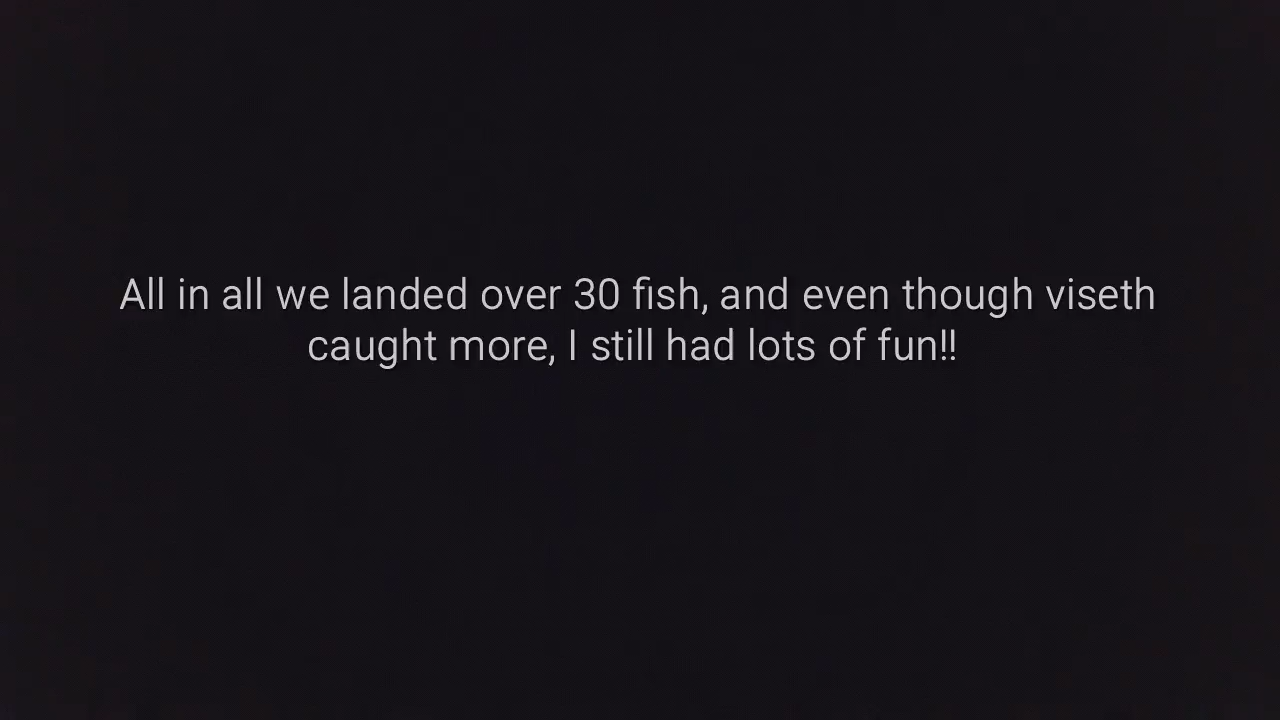 All in all we landed over 30 fish, and even though viseth
caught more, I still had lots of fun!!